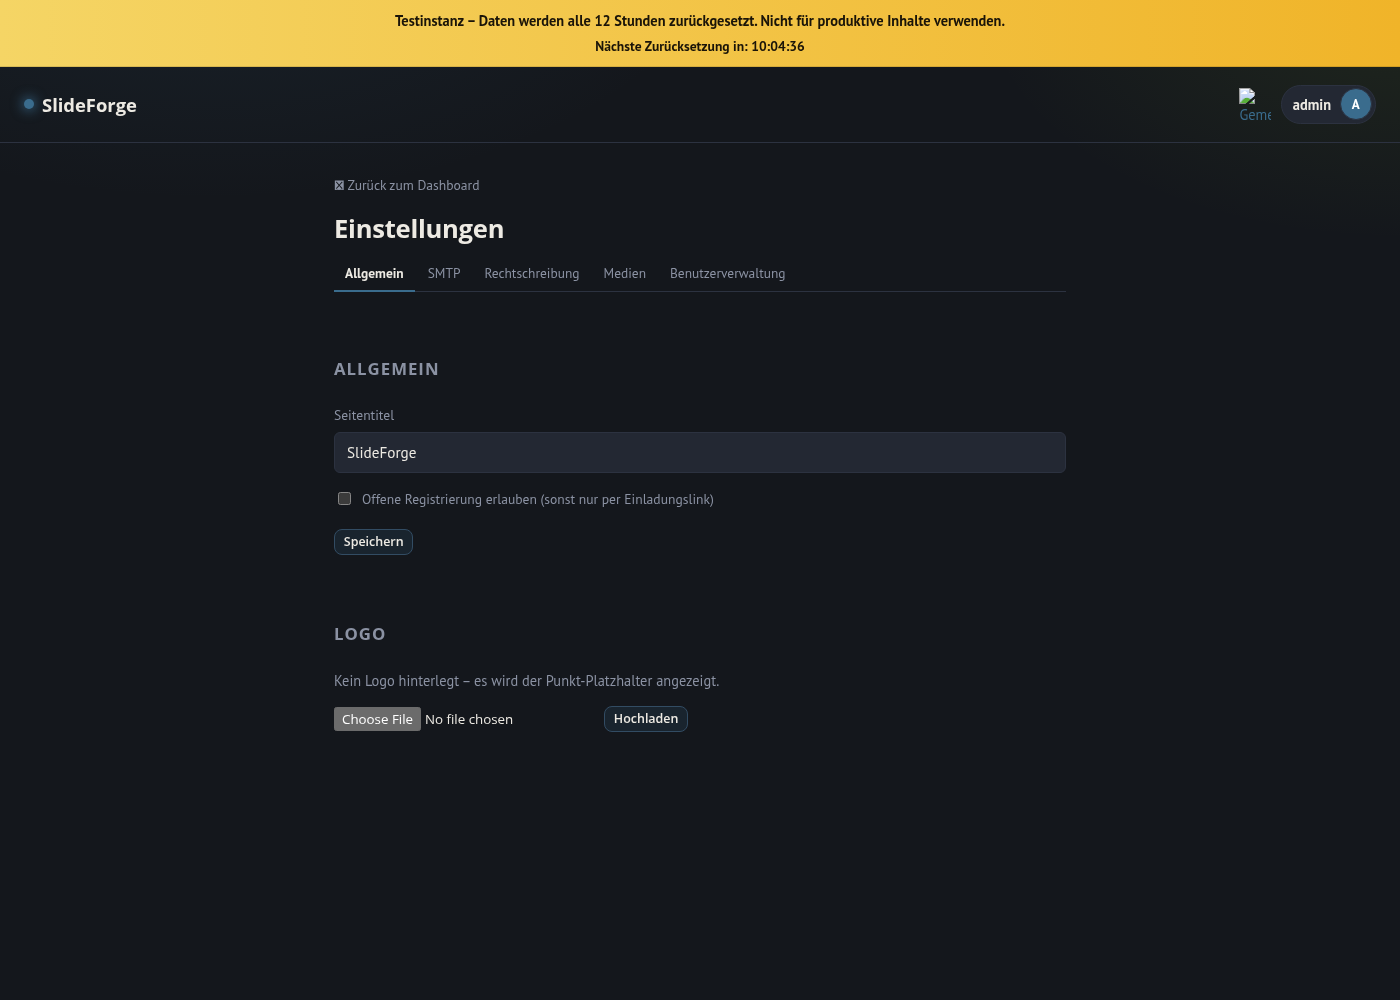 Testinstanz – Daten werden alle 12 Stunden zurückgesetzt. Nicht für produktive Inhalte verwenden.
Nächste Zurücksetzung in: 10:04:36
SlideForge
Geme
admin
A
Zurück zum Dashboard
Einstellungen
Allgemein SMTP Rechtschreibung Medien Benutzerverwaltung
ALLGEMEIN
Seitentitel
SlideForge
Offene Registrierung erlauben (sonst nur per Einladungslink)
Speichern
LOGO
Kein Logo hinterlegt – es wird der Punkt-Platzhalter angezeigt.
Choose File No file chosen Hochladen